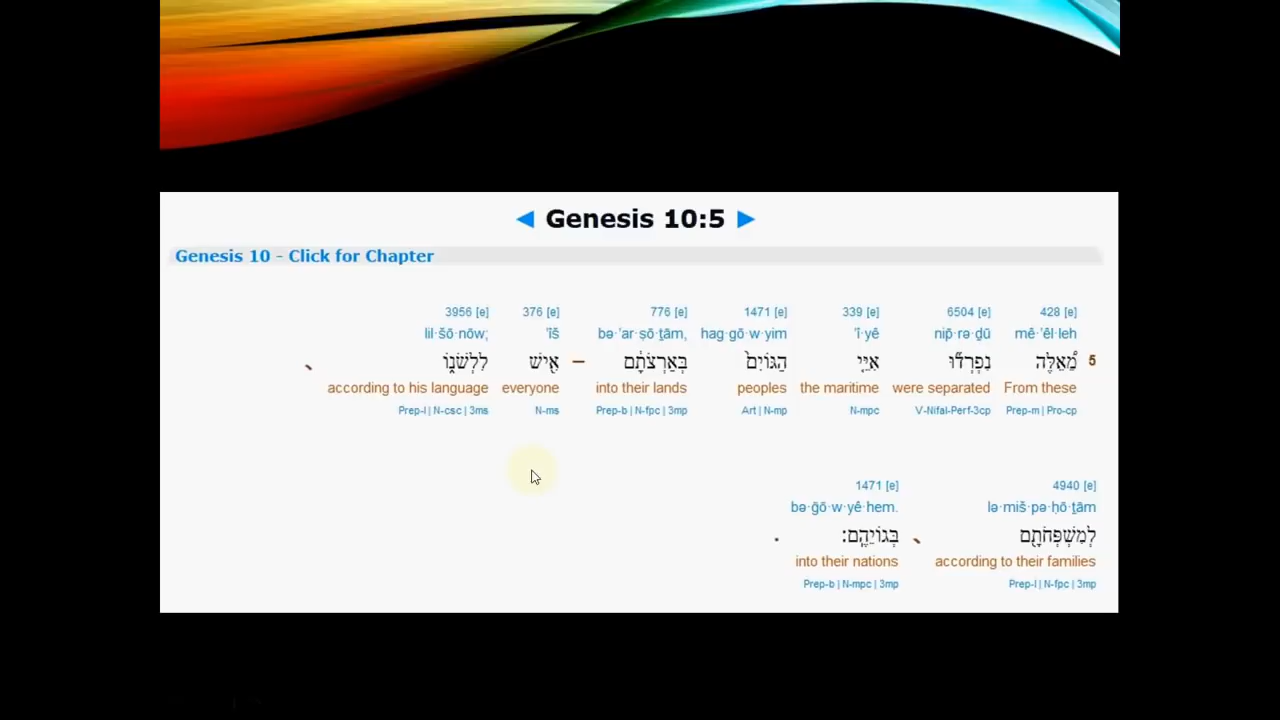 ◄ Genesis 10:5 ►
Genesis 10 - Click for Chapter
3956 [e] 376 [e] 776 [e] 1471 [e] 339 [e] 6504 [e] 428 [e]
lil·šō·nōw; 'îš bə·'ar·ṣō·ṯām, hag·gō·w·yim 'î·yê nip̄·rə·ḏū mê·'êl·leh
5 מֵ֠אֵלֶּה נִפְרְד֞וּ אִיֵּ֤י הַגּוֹיִם֙ בְּאַרְצֹתָ֔ם – אִ֖ישׁ לִלְשֹׁנ֑וֹ 、
according to his language everyone into their lands peoples the maritime were separated From these
Prep-l | N-csc | 3ms N-ms Prep-b | N-fpc | 3mp Art | N-mp N-mpc V-Nifal-Perf-3cp Prep-m | Pro-cp
1471 [e] 4940 [e]
bə·ḡō·w·yê·hem. lə·miš·pə·ḥō·ṯām
לְמִשְׁפְּחֹתָ֖ם 、 בְּגוֹיֵהֶֽם׃ .
into their nations according to their families
Prep-b | N-mpc | 3mp Prep-l | N-fpc | 3mp